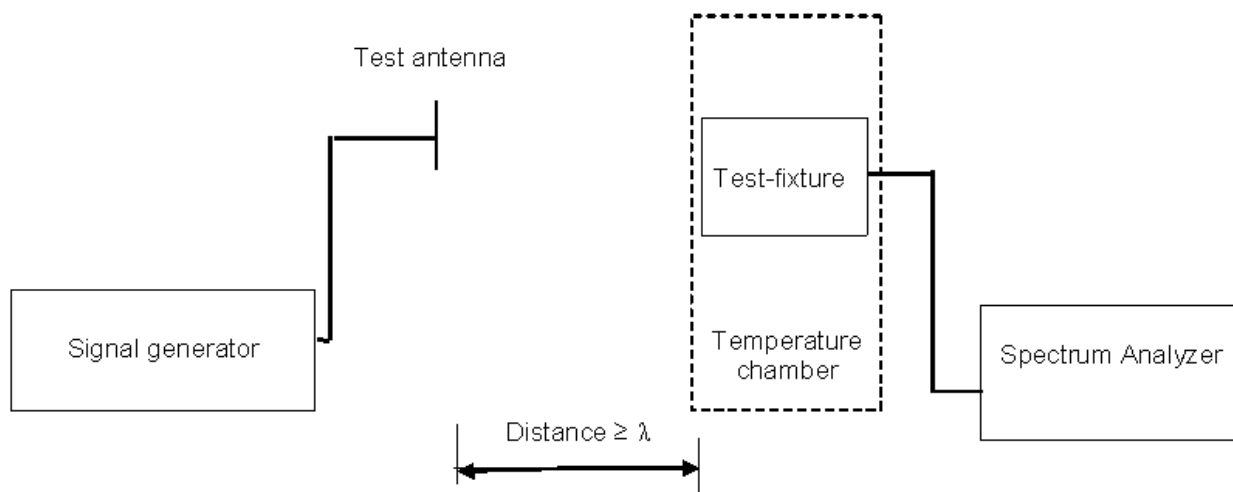 Test antenna
Test-fixture
Signal generator
Temperature
chamber
Spectrum Analyzer
Distance ≥ λ